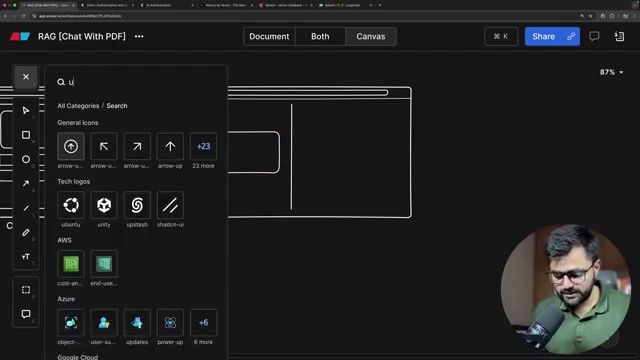 RAG [Chat With PDF]
Document
Both
Canvas
⌘ K
Share
87%
u
All Categories / Search
General icons
+23
arrow-u... arrow-u... arrow-u... arrow-up 23 more
Tech logos
ubuntu unity upstash shadcn-ui
AWS
cost-an... end-use...
Azure
+6
object-... user-su... updates power-up 6 more
Google Cloud